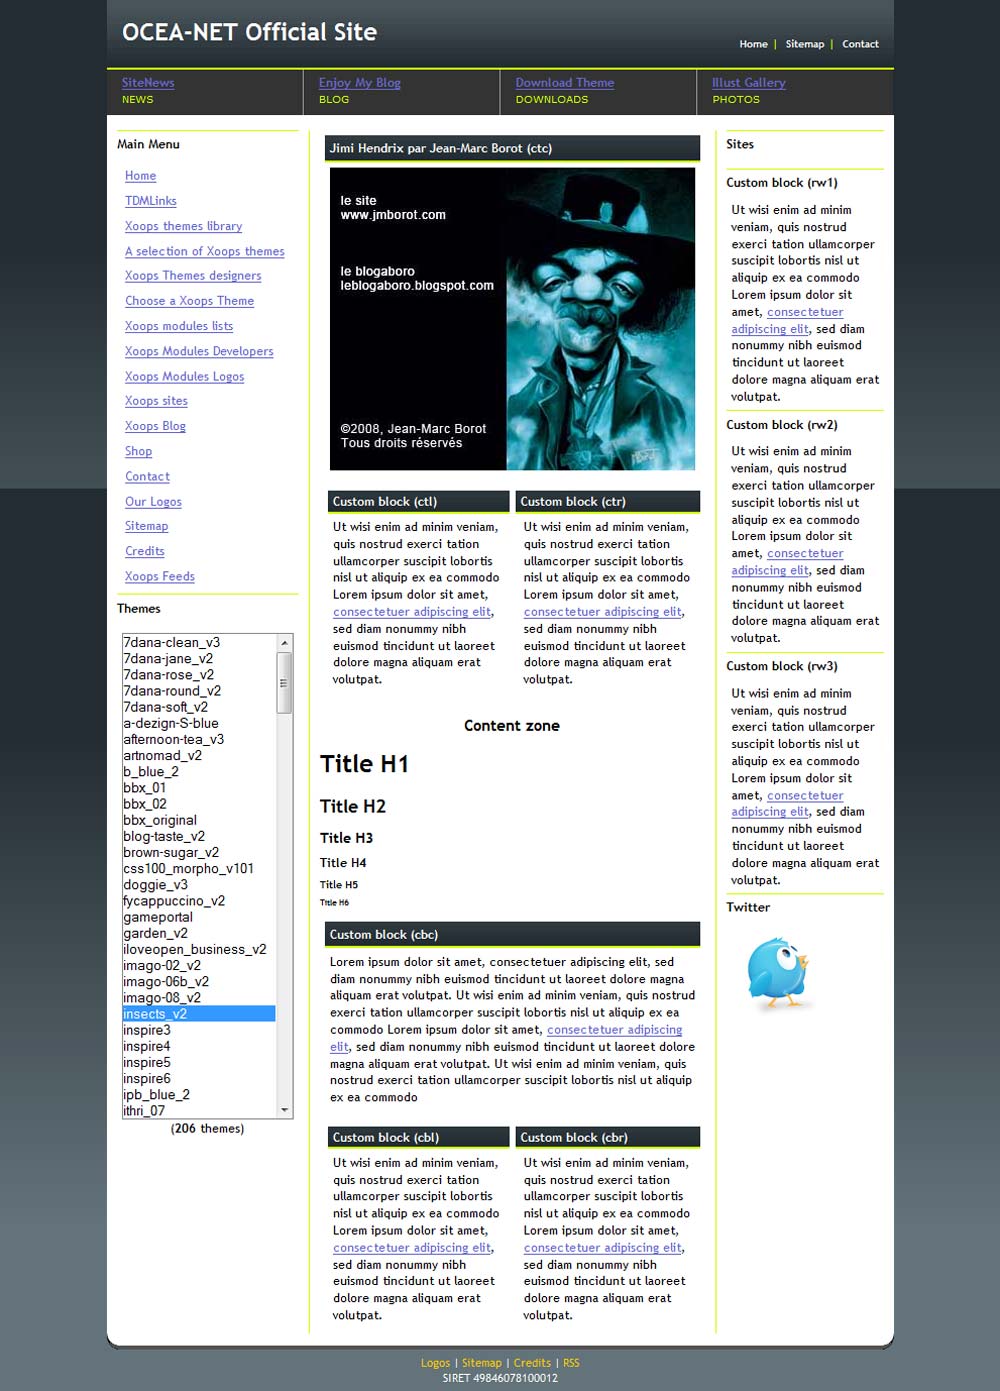 OCEA-NET Official Site
Home | Sitemap | Contact
SiteNews
NEWS
Enjoy My Blog
BLOG
Download Theme
DOWNLOADS
Illust Gallery
PHOTOS
Main Menu
Home
TDMLinks
Xoops themes library
A selection of Xoops themes
Xoops Themes designers
Choose a Xoops Theme
Xoops modules lists
Xoops Modules Developers
Xoops Modules Logos
Xoops sites
Xoops Blog
Shop
Contact
Our Logos
Sitemap
Credits
Xoops Feeds
Themes
7dana-clean_v3
7dana-jane_v2
7dana-rose_v2
7dana-round_v2
7dana-soft_v2
a-dezign-S-blue
afternoon-tea_v3
artnomad_v2
b_blue_2
bbx_01
bbx_02
bbx_original
blog-taste_v2
brown-sugar_v2
css100_morpho_v101
doggie_v3
fycappuccino_v2
gameportal
garden_v2
iloveopen_business_v2
imago-02_v2
imago-06b_v2
imago-08_v2
insects_v2
inspire3
inspire4
inspire5
inspire6
ipb_blue_2
ithri_07
(206 themes)
Jimi Hendrix par Jean-Marc Borot (ctc)
le site
www.jmborot.com
le blogaboro
leblogaboro.blogspot.com
©2008, Jean-Marc Borot
Tous droits réservés
Custom block (ctl)
Ut wisi enim ad minim veniam,
quis nostrud exerci tation
ullamcorper suscipit lobortis
nisl ut aliquip ex ea commodo
Lorem ipsum dolor sit amet,
consectetuer adipiscing elit,
sed diam nonummy nibh
euismod tincidunt ut laoreet
dolore magna aliquam erat
volutpat.
Custom block (ctr)
Ut wisi enim ad minim veniam,
quis nostrud exerci tation
ullamcorper suscipit lobortis
nisl ut aliquip ex ea commodo
Lorem ipsum dolor sit amet,
consectetuer adipiscing elit,
sed diam nonummy nibh
euismod tincidunt ut laoreet
dolore magna aliquam erat
volutpat.
Content zone
Title H1
Title H2
Title H3
Title H4
Title H5
Title H6
Custom block (cbc)
Lorem ipsum dolor sit amet, consectetuer adipiscing elit, sed
diam nonummy nibh euismod tincidunt ut laoreet dolore magna
aliquam erat volutpat. Ut wisi enim ad minim veniam, quis nostrud
exerci tation ullamcorper suscipit lobortis nisl ut aliquip ex ea
commodo Lorem ipsum dolor sit amet, consectetuer adipiscing
elit, sed diam nonummy nibh euismod tincidunt ut laoreet dolore
magna aliquam erat volutpat. Ut wisi enim ad minim veniam, quis
nostrud exerci tation ullamcorper suscipit lobortis nisl ut aliquip
ex ea commodo
Custom block (cbl)
Ut wisi enim ad minim veniam,
quis nostrud exerci tation
ullamcorper suscipit lobortis
nisl ut aliquip ex ea commodo
Lorem ipsum dolor sit amet,
consectetuer adipiscing elit,
sed diam nonummy nibh
euismod tincidunt ut laoreet
dolore magna aliquam erat
volutpat.
Custom block (cbr)
Ut wisi enim ad minim veniam,
quis nostrud exerci tation
ullamcorper suscipit lobortis
nisl ut aliquip ex ea commodo
Lorem ipsum dolor sit amet,
consectetuer adipiscing elit,
sed diam nonummy nibh
euismod tincidunt ut laoreet
dolore magna aliquam erat
volutpat.
Sites
Custom block (rw1)
Ut wisi enim ad minim
veniam, quis nostrud
exerci tation ullamcorper
suscipit lobortis nisl ut
aliquip ex ea commodo
Lorem ipsum dolor sit
amet, consectetuer
adipiscing elit, sed diam
nonummy nibh euismod
tincidunt ut laoreet
dolore magna aliquam erat
volutpat.
Custom block (rw2)
Ut wisi enim ad minim
veniam, quis nostrud
exerci tation ullamcorper
suscipit lobortis nisl ut
aliquip ex ea commodo
Lorem ipsum dolor sit
amet, consectetuer
adipiscing elit, sed diam
nonummy nibh euismod
tincidunt ut laoreet
dolore magna aliquam erat
volutpat.
Custom block (rw3)
Ut wisi enim ad minim
veniam, quis nostrud
exerci tation ullamcorper
suscipit lobortis nisl ut
aliquip ex ea commodo
Lorem ipsum dolor sit
amet, consectetuer
adipiscing elit, sed diam
nonummy nibh euismod
tincidunt ut laoreet
dolore magna aliquam erat
volutpat.
Twitter
Logos | Sitemap | Credits | RSS
SIRET 49846078100012